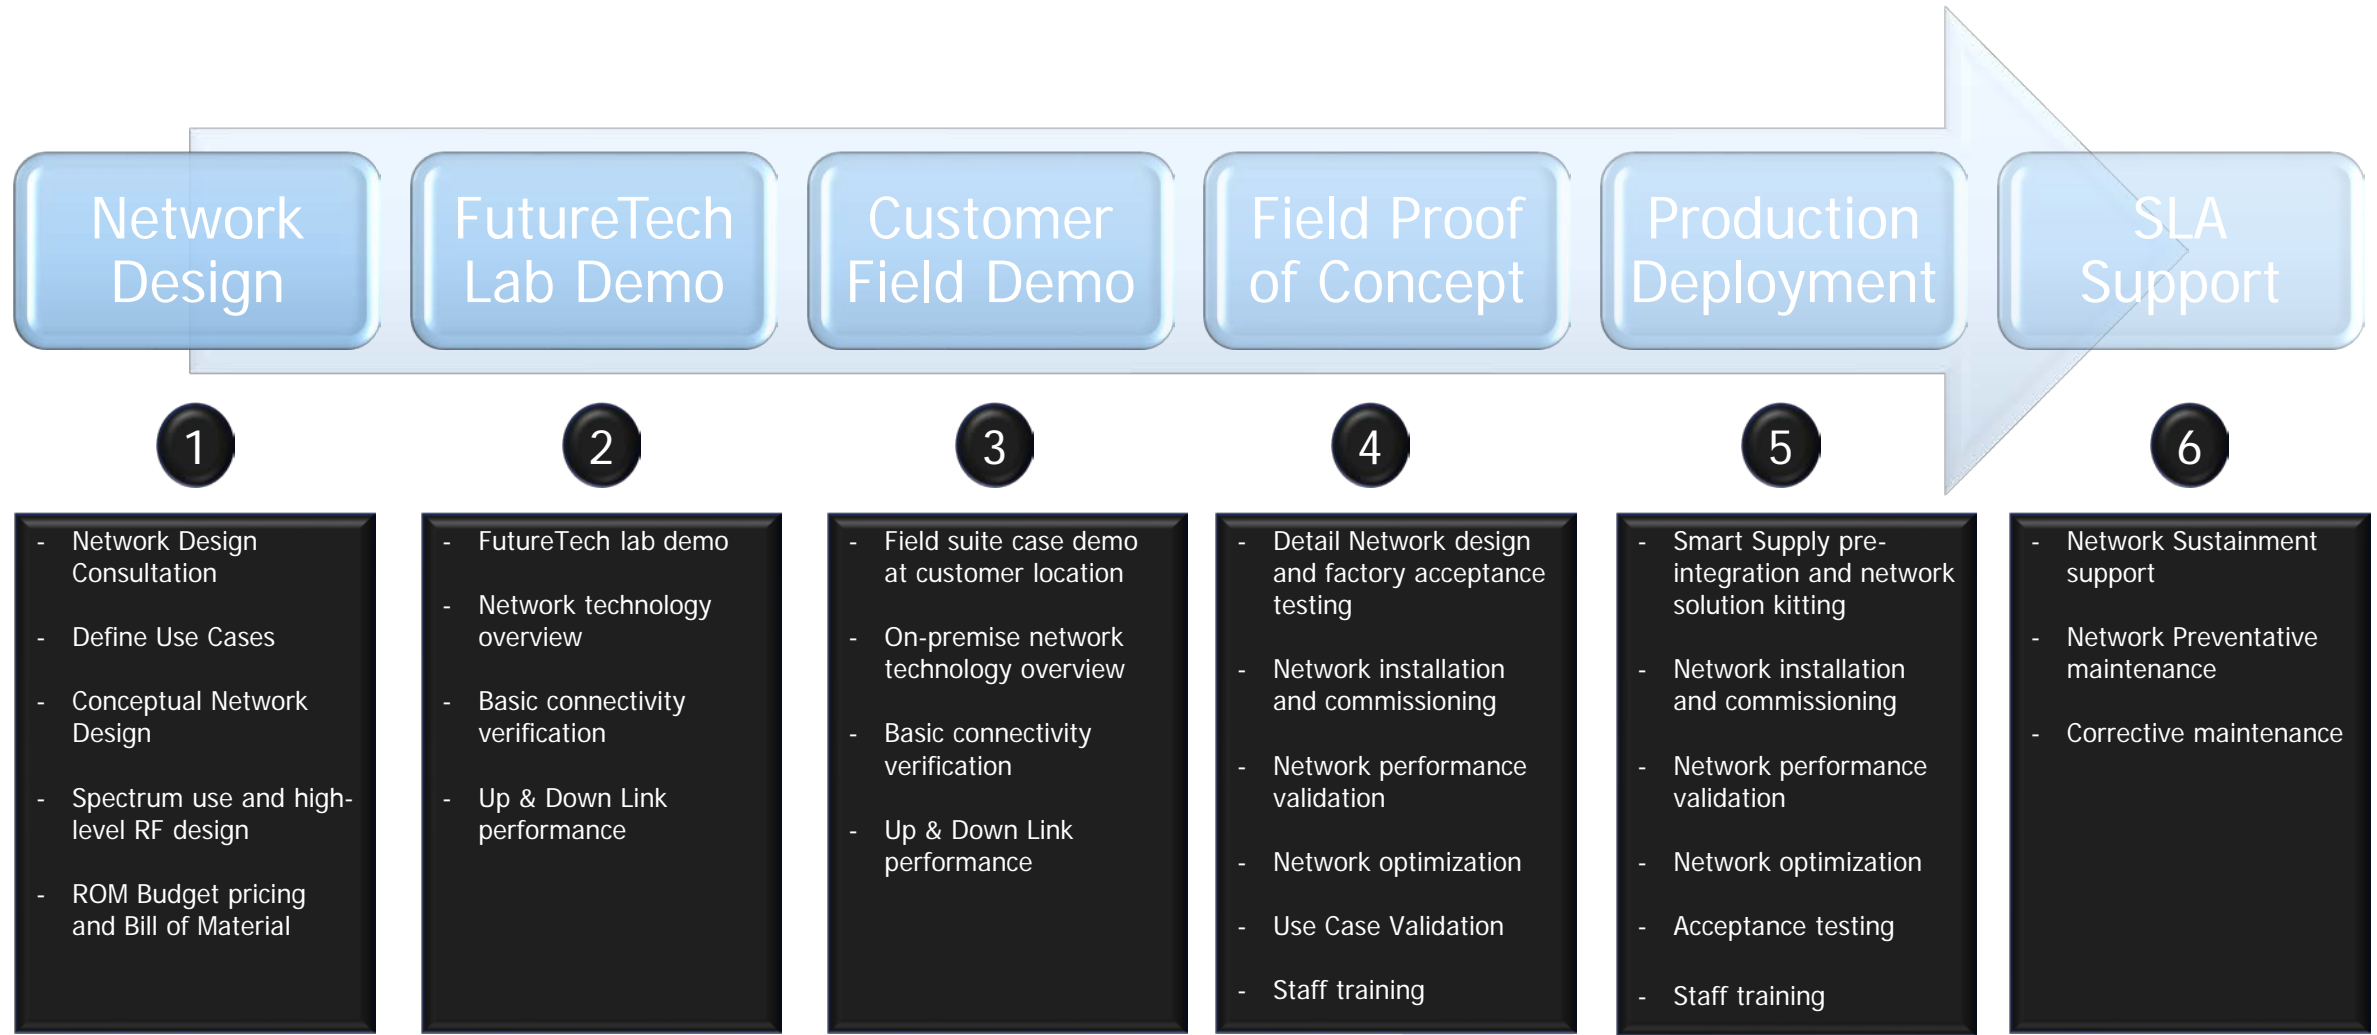 Network
Design
FutureTech
Lab Demo
Customer
Field Demo
Field Proof
of Concept
Production
Deployment
SLA
Support
1
2
3
4
5
6
- Network Design
Consultation
- Define Use Cases
- Conceptual Network
Design
- Spectrum use and high-
level RF design
- ROM Budget pricing
and Bill of Material
- FutureTech lab demo
- Network technology
overview
- Basic connectivity
verification
- Up & Down Link
performance
- Field suite case demo
at customer location
- On-premise network
technology overview
- Basic connectivity
verification
- Up & Down Link
performance
- Detail Network design
and factory acceptance
testing
- Network installation
and commissioning
- Network performance
validation
- Network optimization
- Use Case Validation
- Staff training
- Smart Supply pre-
integration and network
solution kitting
- Network installation
and commissioning
- Network performance
validation
- Network optimization
- Acceptance testing
- Staff training
- Network Sustainment
support
- Network Preventative
maintenance
- Corrective maintenance